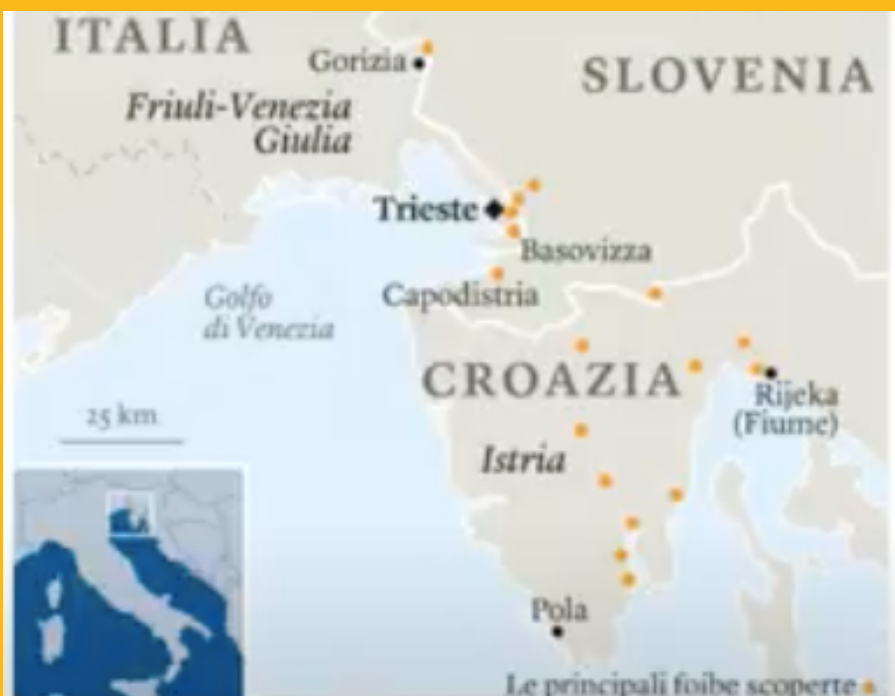 ITALIA
Gorizia
SLOVENIA
Friuli-Venezia
Giulia
Trieste
Basovizza
Capodistria
Golfo
di Venezia
CROAZIA
25 km
Rijeka
(Fiume)
Istria
Pola
Le principali foibe scoperte